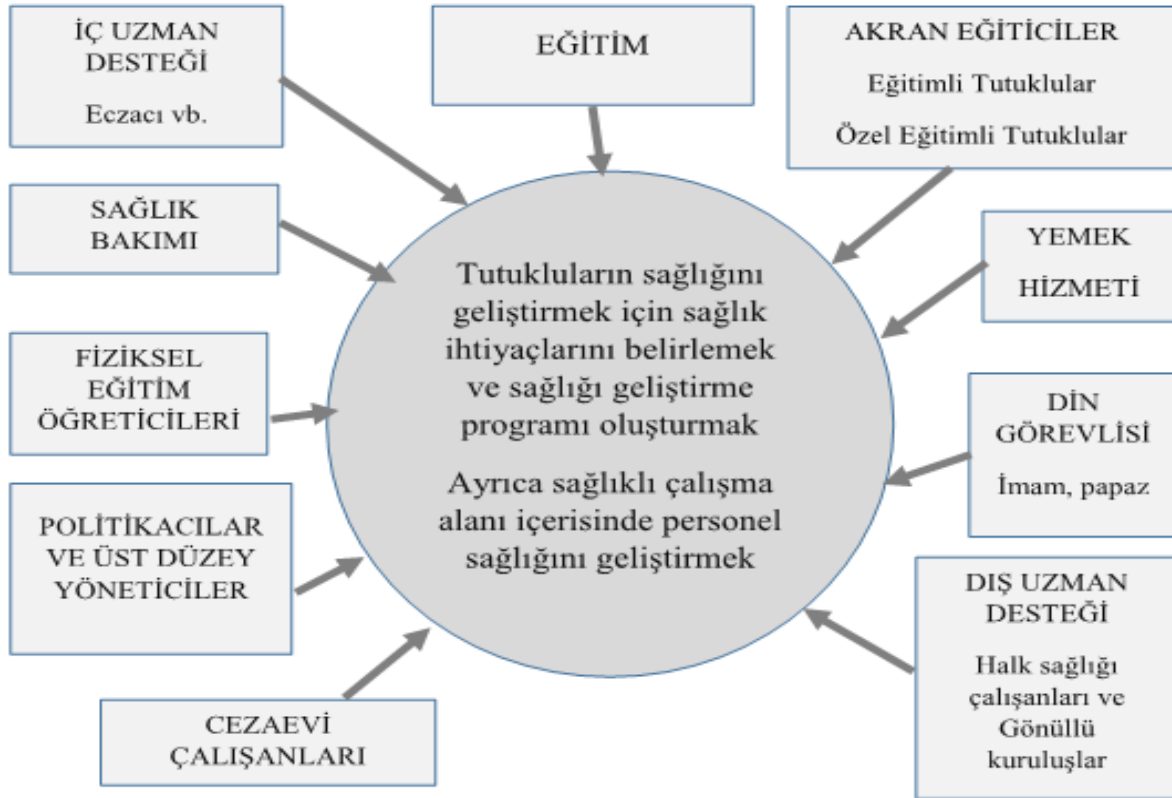 İÇ UZMAN
DESTEĞİ
Eczacı vb.
EĞİTİM
AKRAN EĞİTİCİLER
Eğitimli Tutuklular
Özel Eğitimli Tutuklular
SAĞLIK
BAKIMI
YEMEK
HİZMETİ
Tutukluların sağlığını
geliştirmek için sağlık
ihtiyaçlarını belirlemek
ve sağlığı geliştirme
programı oluşturmak
Ayrıca sağlıklı çalışma
alanı içerisinde personel
sağlığını geliştirmek
FİZİKSEL
EĞİTİM
ÖĞRETİCİLERİ
DİN
GÖREVLİSİ
İmam, papaz
POLİTİKACILAR
VE ÜST DÜZEY
YÖNETİCİLER
DIŞ UZMAN
DESTEĞİ
Halk sağlığı
çalışanları ve
Gönüllü
kuruluşlar
CEZAEVİ
ÇALIŞANLARI